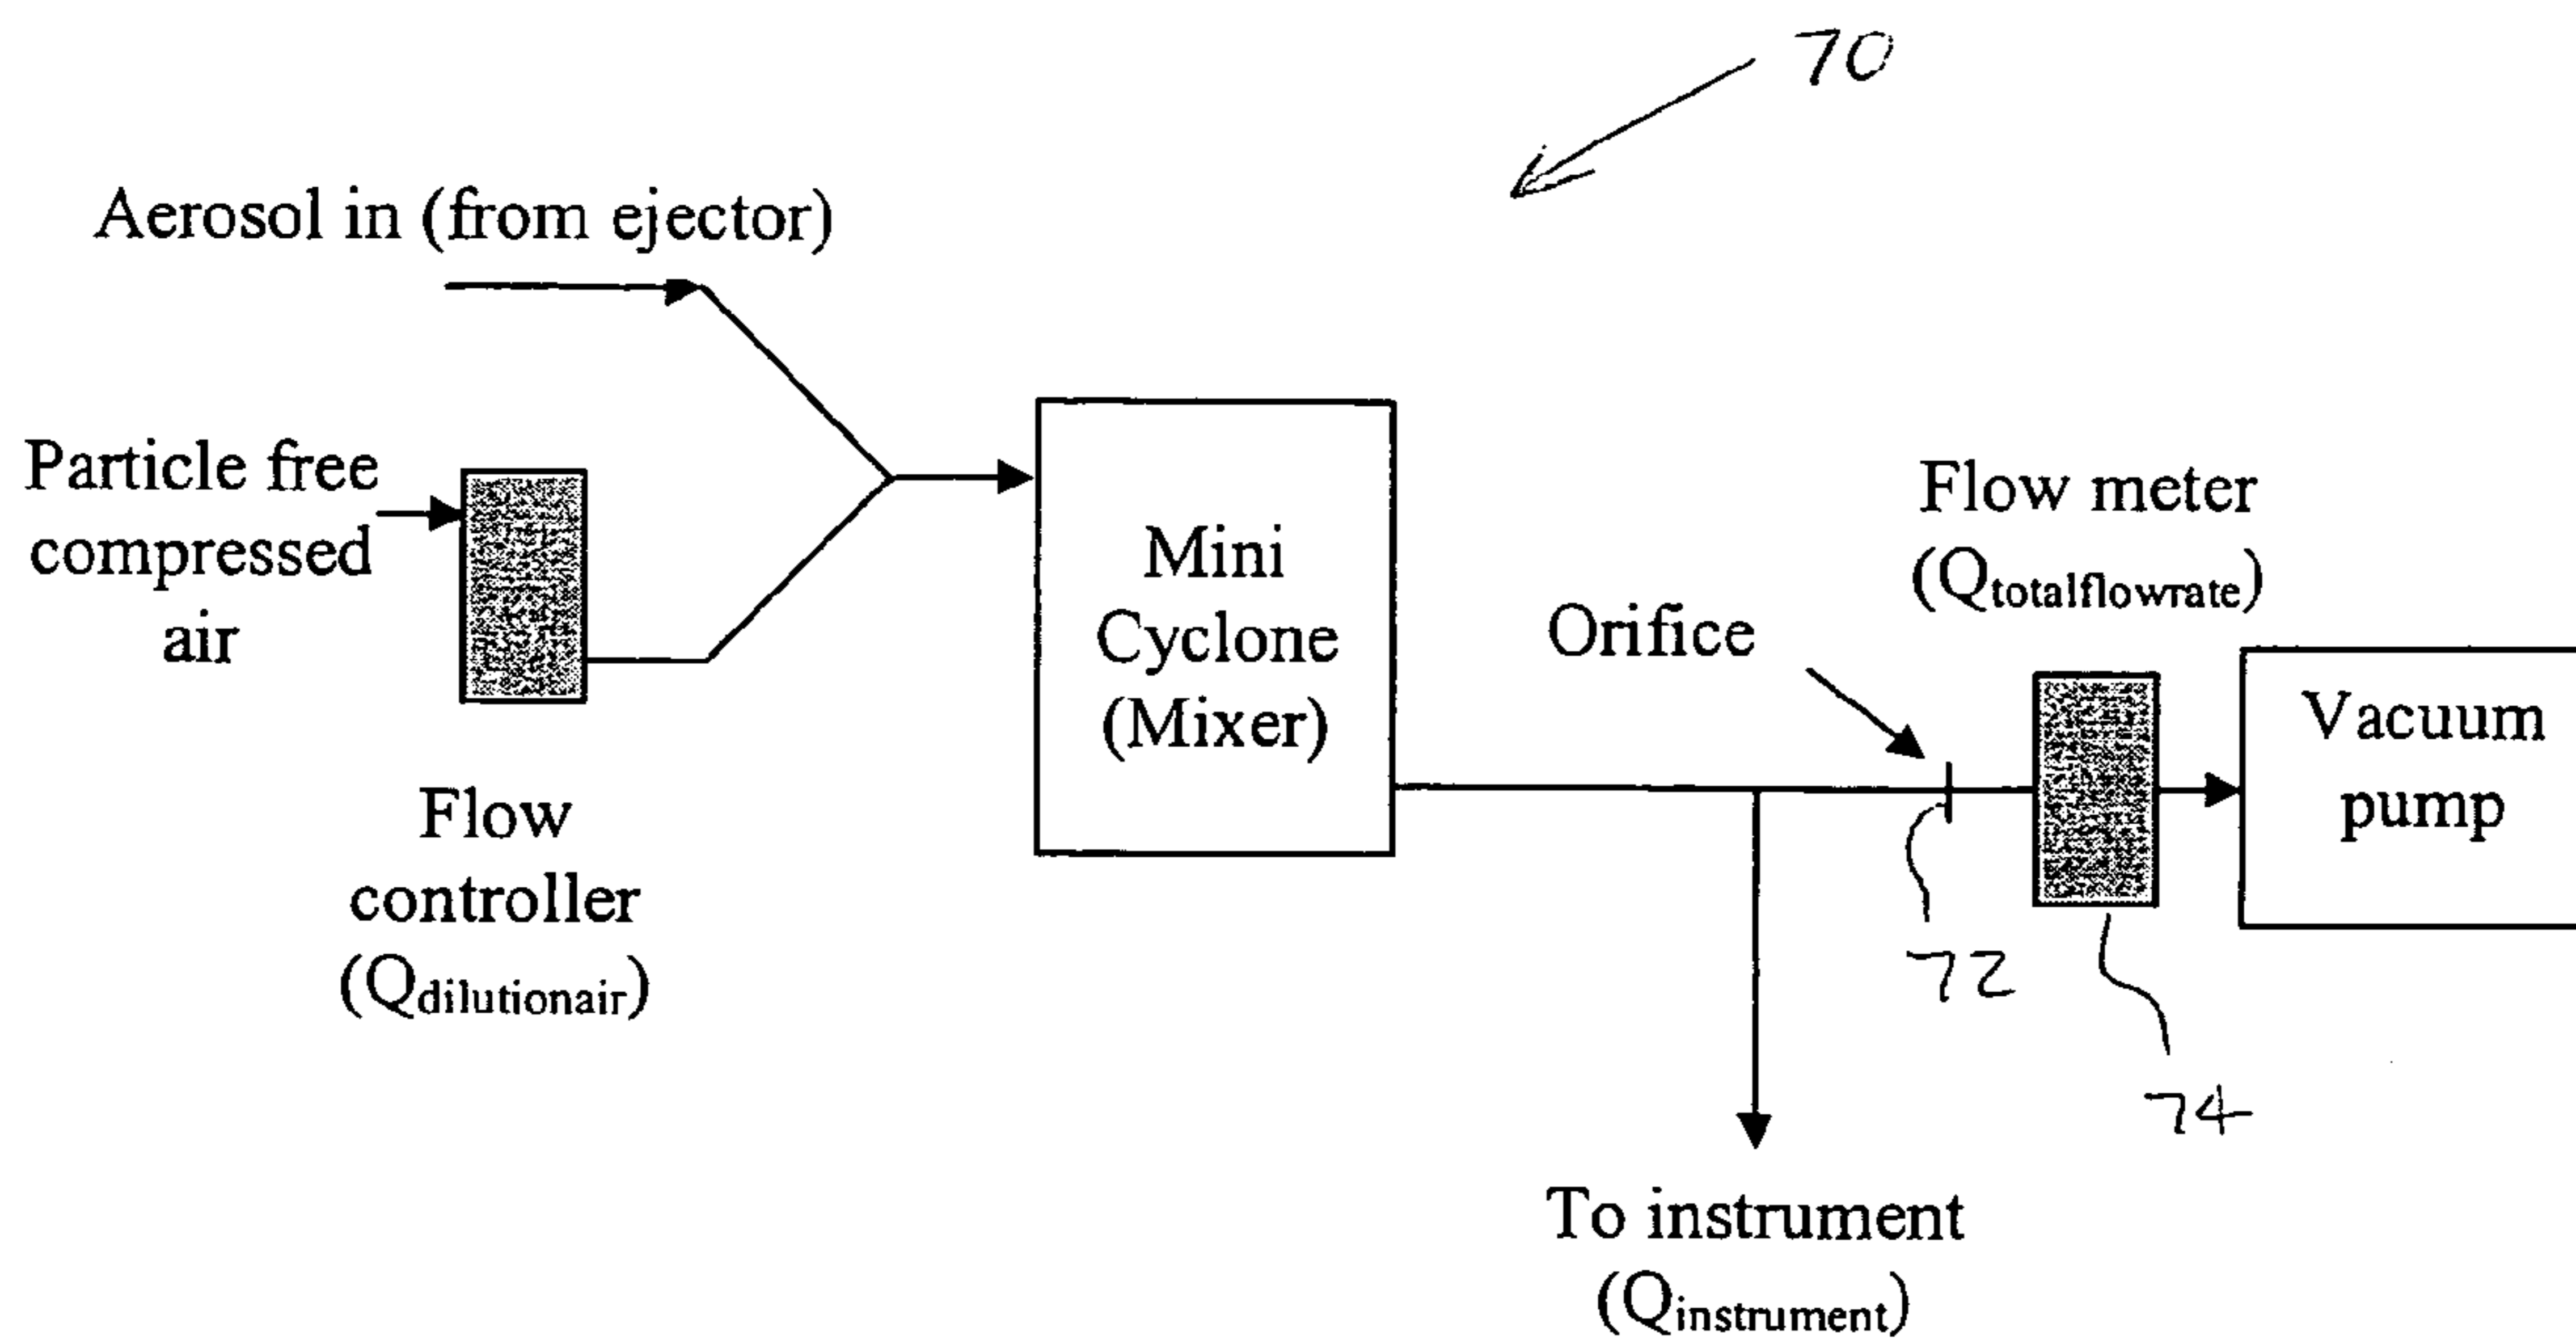 70
Aerosol in (from ejector)
Particle free
compressed
air
Flow
controller
(Qdilutionair)
Mini
Cyclone
(Mixer)
Orifice
Flow meter
(Qtotalflowrate)
Vacuum
pump
72
74
To instrument
(Qinstrument)